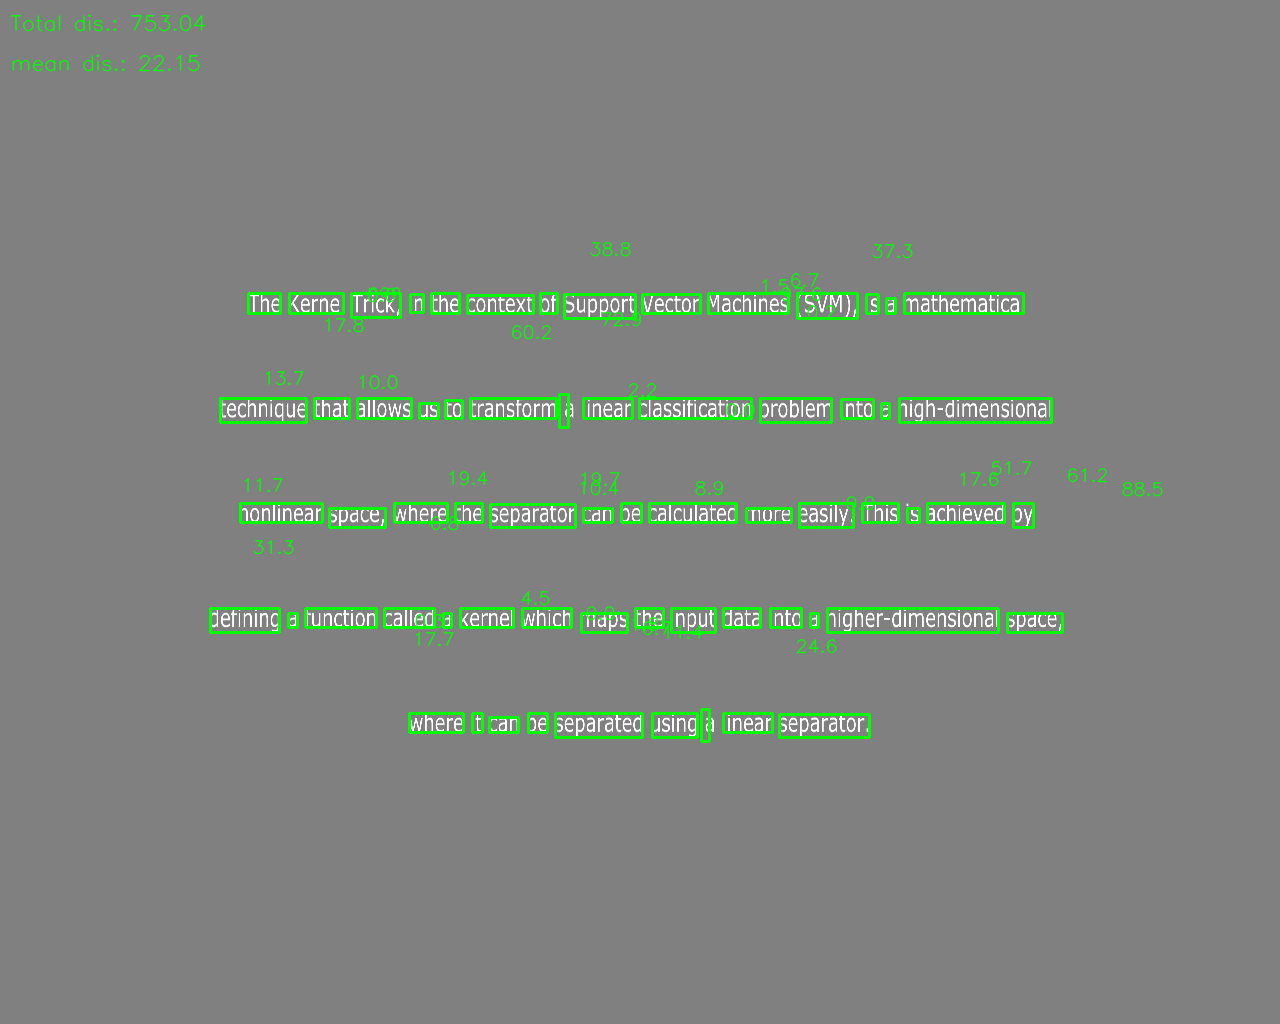 Total dis.: 753.04
mean dis.: 22.15
38.8 37.3
6.7
1.5
The Kernel Trick, in the context of Support Vector Machines (SVM), is a mathematical
17.8 60.2 72.9
13.7 10.0 2.2
technique that allows us to transform a linear classification problem into a high-dimensional,
11.7 19.4 19.7 10.4 8.9 17.6 51.7 61.2 88.5
nonlinear space, where the separator can be calculated more easily. This is achieved by
6.6
31.3
4.5
defining a function called a kernel which maps the input data into a higher-dimensional space,
17.7 24.6
where it can be separated using a linear separator.